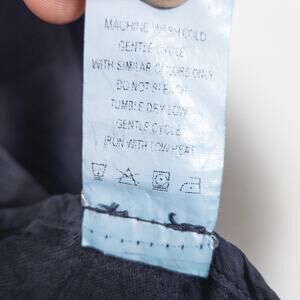 MACHINE WASH COLD
GENTLE CYCLE
WITH SIMILAR COLORS ONLY
DO NOT BLEACH
TUMBLE DRY LOW
GENTLE CYCLE
IRON WITH LOW HEAT